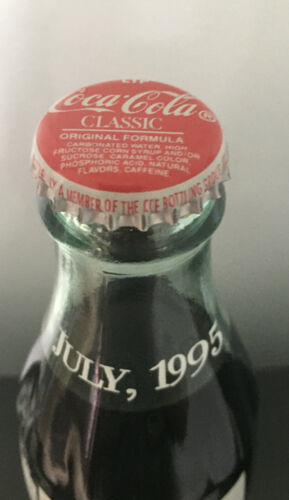 Coca-Cola®
CLASSIC
ORIGINAL FORMULA
CARBONATED WATER, HIGH
FRUCTOSE CORN SYRUP AND/OR
SUCROSE, CARAMEL COLOR,
PHOSPHORIC ACID, NATURAL
FLAVORS, CAFFEINE.
A MEMBER OF THE CCE BOTTLING
JULY, 1995